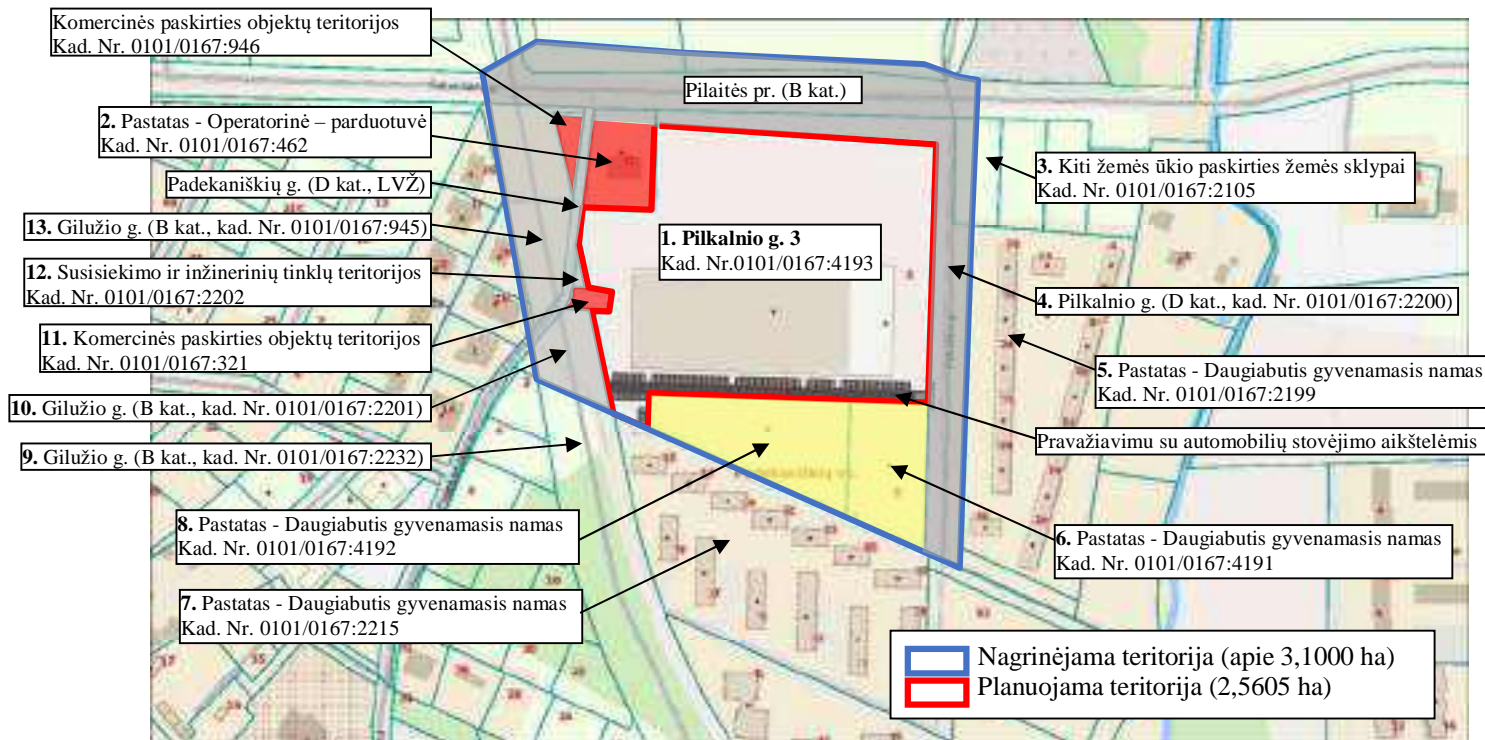 Komercinės paskirties objektų teritorijos
Kad. Nr. 0101/0167:946
Pilaitės pr. (B kat.)
2. Pastatas - Operatorinė – parduotuvė
Kad. Nr. 0101/0167:462
3. Kiti žemės ūkio paskirties žemės sklypai
Kad. Nr. 0101/0167:2105
Padekaniškių g. (D kat., LVŽ)
13. Gilužio g. (B kat., kad. Nr. 0101/0167:945)
1. Pilkalnio g. 3
Kad. Nr.0101/0167:4193
12. Susisiekimo ir inžinerinių tinklų teritorijos
Kad. Nr. 0101/0167:2202
4. Pilkalnio g. (D kat., kad. Nr. 0101/0167:2200)
11. Komercinės paskirties objektų teritorijos
Kad. Nr. 0101/0167:321
5. Pastatas - Daugiabutis gyvenamasis namas
Kad. Nr. 0101/0167:2199
10. Gilužio g. (B kat., kad. Nr. 0101/0167:2201)
Pravažiavimu su automobilių stovėjimo aikštelėmis
9. Gilužio g. (B kat., kad. Nr. 0101/0167:2232)
8. Pastatas - Daugiabutis gyvenamasis namas
Kad. Nr. 0101/0167:4192
6. Pastatas - Daugiabutis gyvenamasis namas
Kad. Nr. 0101/0167:4191
7. Pastatas - Daugiabutis gyvenamasis namas
Kad. Nr. 0101/0167:2215
Nagrinėjama teritorija (apie 3,1000 ha)
Planuojama teritorija (2,5605 ha)